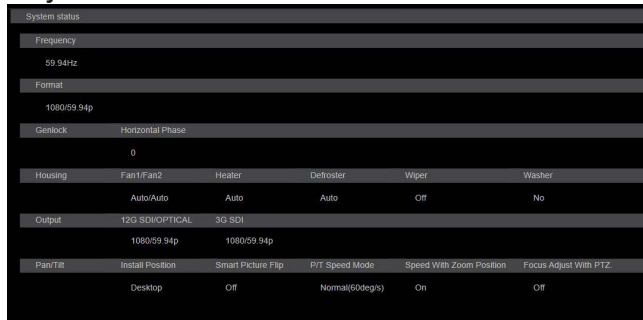 System status
Frequency
59.94Hz
Format
1080/59.94p
Genlock Horizontal Phase
0
Housing Fan1/Fan2 Heater Defroster Wiper Washer
Auto/Auto Auto Auto Off No
Output 12G SDI/OPTICAL 3G SDI
1080/59.94p 1080/59.94p
Pan/Tilt Install Position Smart Picture Flip P/T Speed Mode Speed With Zoom Position Focus Adjust With PTZ.
Desktop Off Normal(60deg/s) On Off